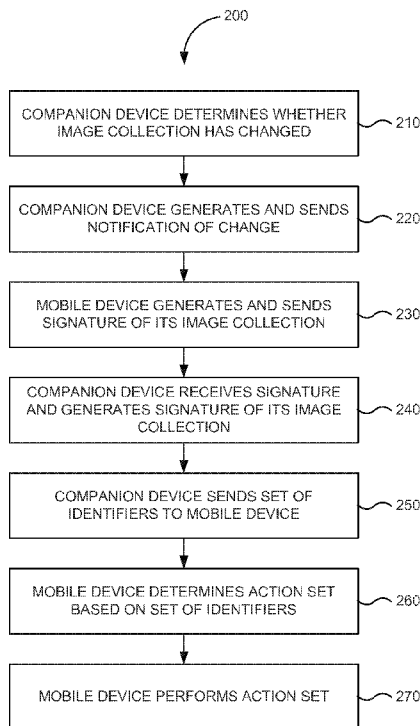 200
COMPANION DEVICE DETERMINES WHETHER
IMAGE COLLECTION HAS CHANGED
210
COMPANION DEVICE GENERATES AND SENDS
NOTIFICATION OF CHANGE
220
MOBILE DEVICE GENERATES AND SENDS
SIGNATURE OF ITS IMAGE COLLECTION
230
COMPANION DEVICE RECEIVES SIGNATURE
AND GENERATES SIGNATURE OF ITS IMAGE
COLLECTION
240
COMPANION DEVICE SENDS SET OF
IDENTIFIERS TO MOBILE DEVICE
250
MOBILE DEVICE DETERMINES ACTION SET
BASED ON SET OF IDENTIFIERS
260
MOBILE DEVICE PERFORMS ACTION SET
270